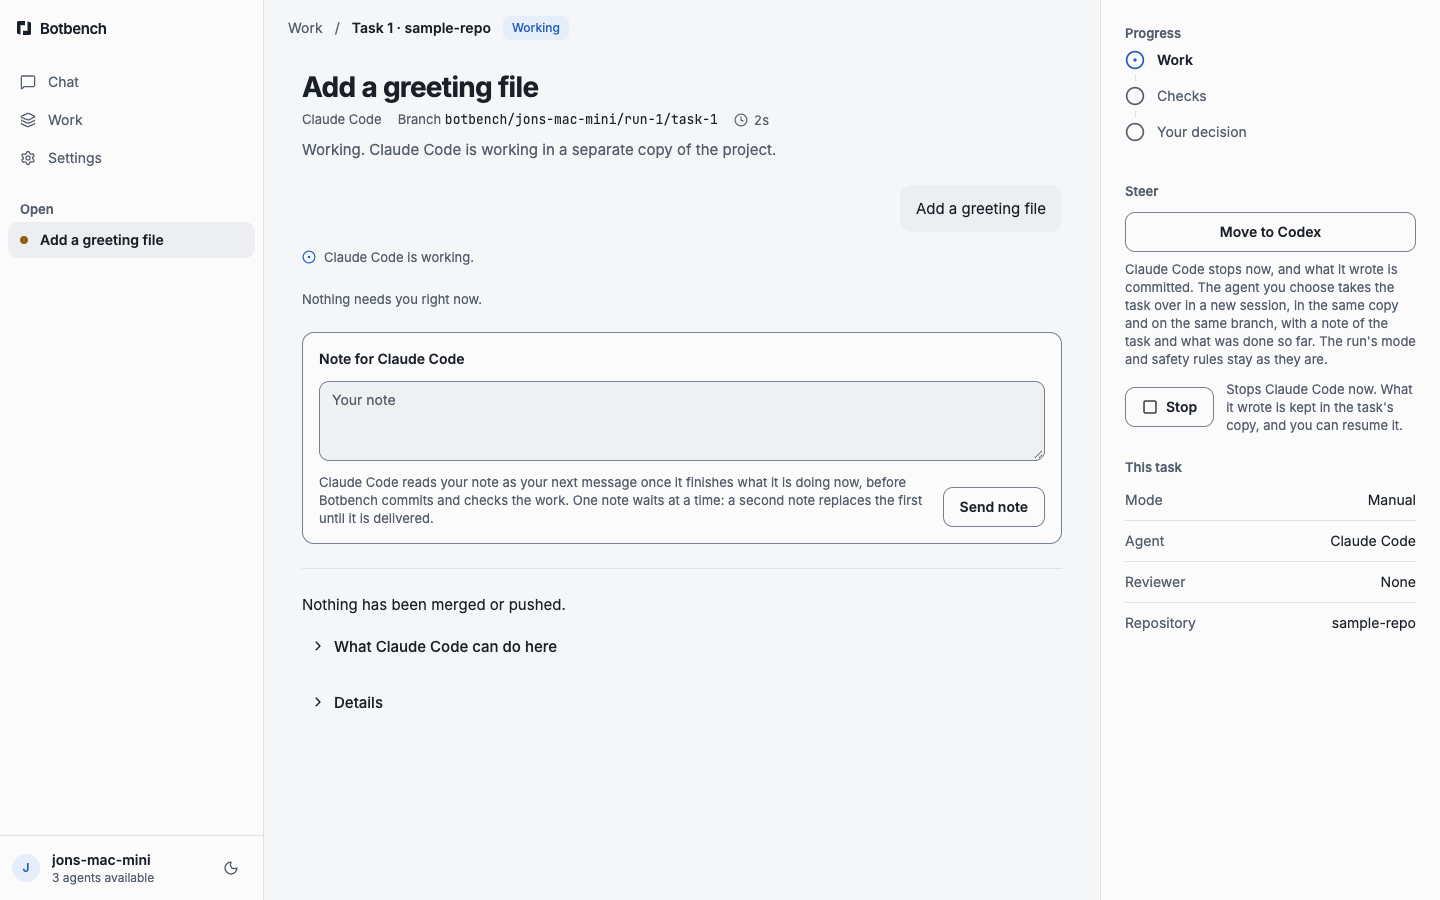 Botbench
Chat
Work
Settings
Open
Add a greeting file
jons-mac-mini
J
3 agents available
Work / Task 1 · sample-repo Working
Add a greeting file
Claude Code Branch botbench/jons-mac-mini/run-1/task-1 2s
Working. Claude Code is working in a separate copy of the project.
Add a greeting file
Claude Code is working.
Nothing needs you right now.
Note for Claude Code
Your note
Claude Code reads your note as your next message once it finishes what it is doing now, before
Botbench commits and checks the work. One note waits at a time: a second note replaces the first
until it is delivered.
Send note
Nothing has been merged or pushed.
What Claude Code can do here
Details
Progress
Work
Checks
Your decision
Steer
Move to Codex
Claude Code stops now, and what it wrote is
committed. The agent you choose takes the
task over in a new session, in the same copy
and on the same branch, with a note of the
task and what was done so far. The run's mode
and safety rules stay as they are.
Stop
Stops Claude Code now. What
it wrote is kept in the task's
copy, and you can resume it.
This task
Mode Manual
Agent Claude Code
Reviewer None
Repository sample-repo